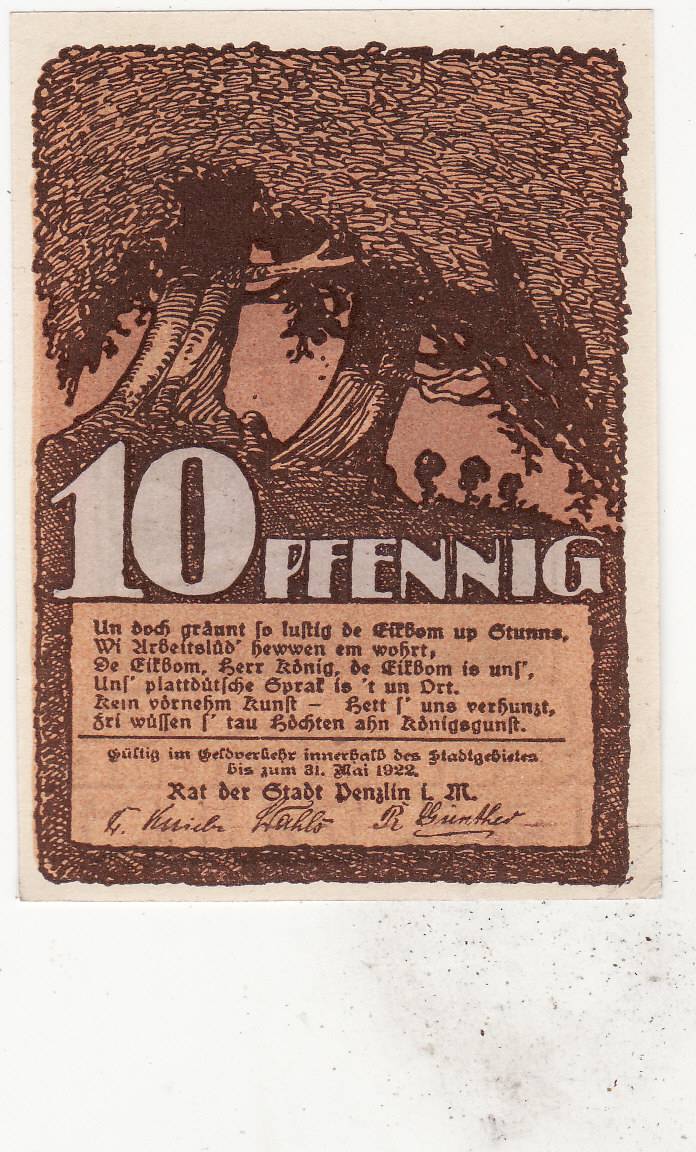 10 PFENNIG
Un doch gräunt so lustig de Eikbom up Stunns,
Wi Arbeitslüd' hewwen em wohrt,
De Eikbom, Herr König, de Eikbom is uns',
Uns' plattdütsche Sprak is 't un Ort.
Kein vörnehm Kunst – Hett s' uns verhunzt,
Fri wüssen s' tau Höchten ahn Königsgunst.
Gültig im Geldverkehr innerhalb des Stadtgebietes
bis zum 31. Mai 1922.
Rat der Stadt Penzlin i. M.
R Günther